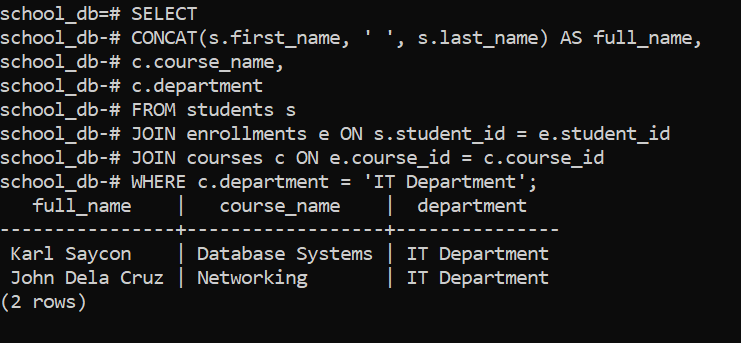 school_db=# SELECT
school_db-# CONCAT(s.first_name, ' ', s.last_name) AS full_name,
school_db-# c.course_name,
school_db-# c.department
school_db-# FROM students s
school_db-# JOIN enrollments e ON s.student_id = e.student_id
school_db-# JOIN courses c ON e.course_id = c.course_id
school_db-# WHERE c.department = 'IT Department';
   full_name    |   course_name    |  department
----------------+------------------+---------------
 Karl Saycon    | Database Systems | IT Department
 John Dela Cruz | Networking       | IT Department
(2 rows)